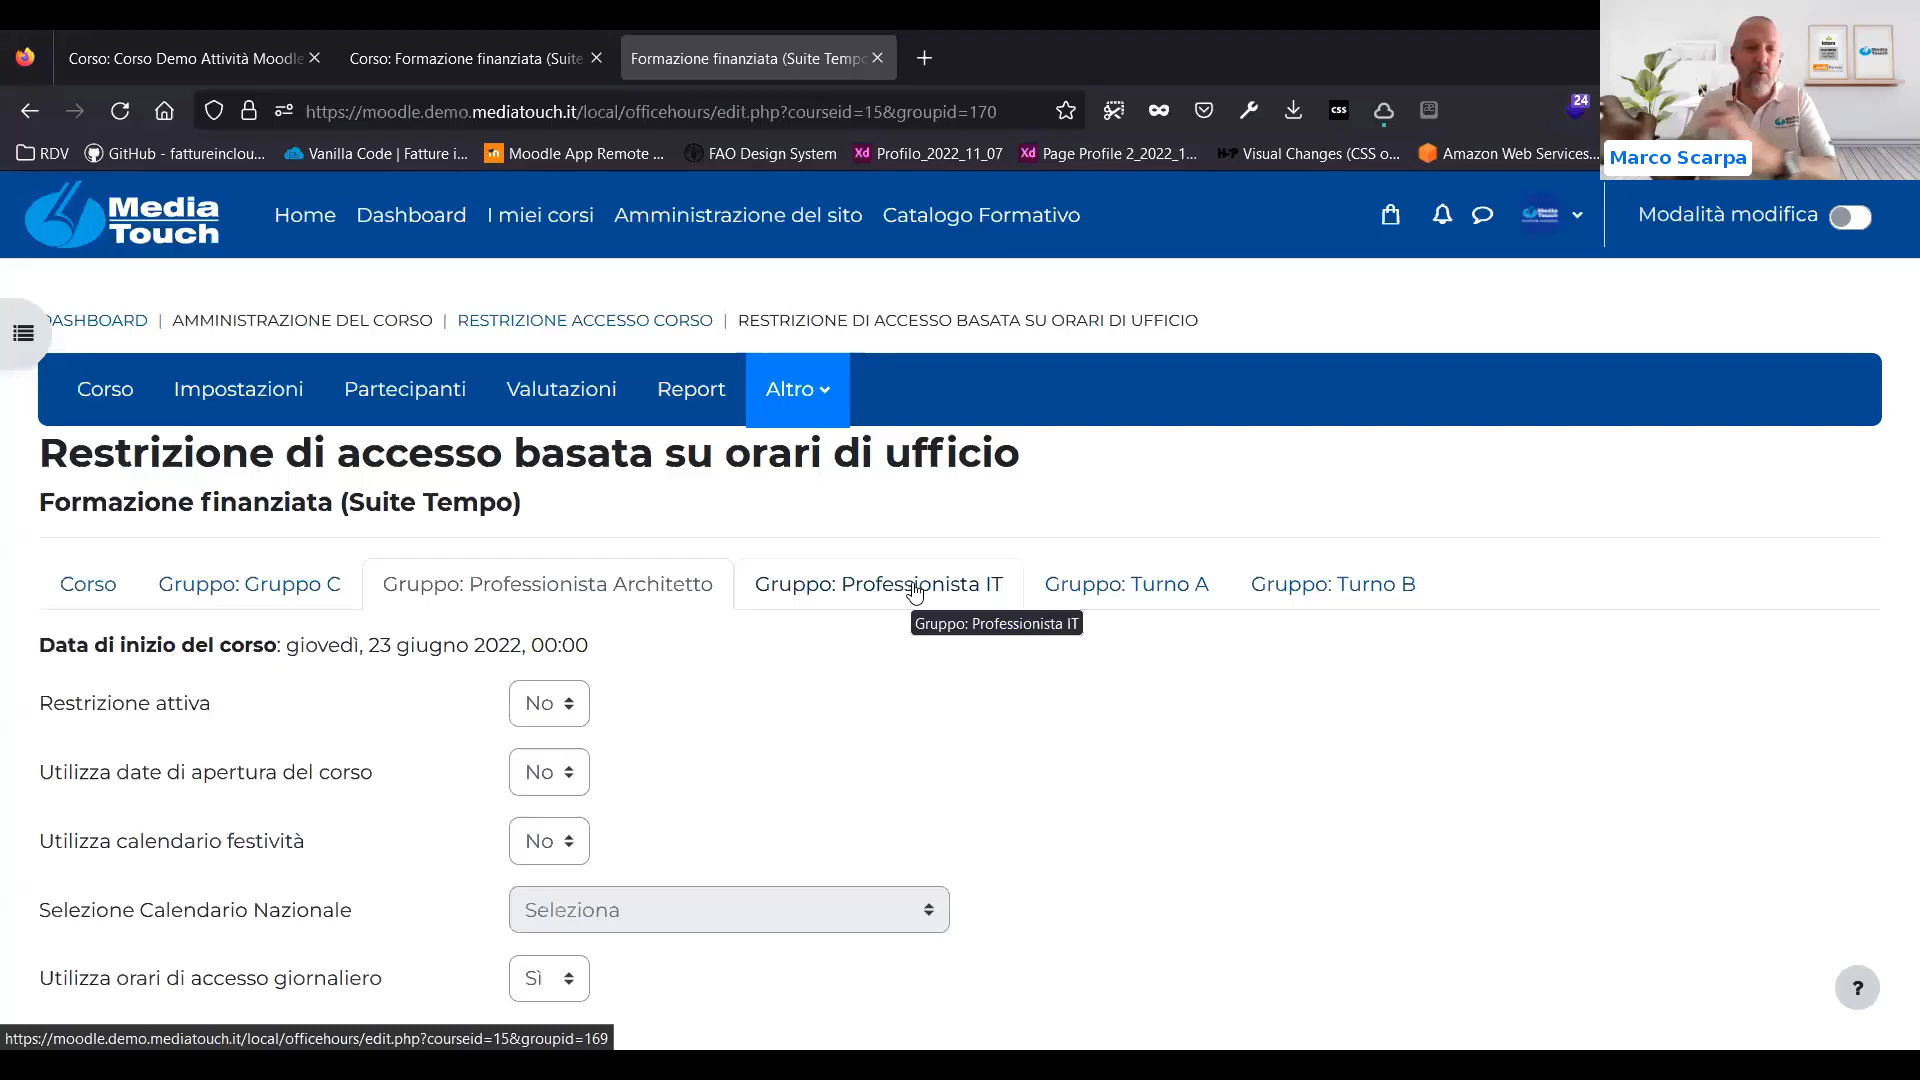 Corso: Corso Demo Attività Moodle
Corso: Formazione finanziata (Suite
Formazione finanziata (Suite Tempo
https://moodle.demo.mediatouch.it/local/officehours/edit.php?courseid=15&groupid=170
css
24
RDV
GitHub - fattureinclou...
Vanilla Code | Fatture i...
Moodle App Remote ...
FAO Design System
Xd Profilo_2022_11_07
Xd Page Profile 2_2022_1...
Visual Changes (CSS o...
Amazon Web Services...
Marco Scarpa
Media Touch
Home
Dashboard
I miei corsi
Amministrazione del sito
Catalogo Formativo
Modalità modifica
DASHBOARD | AMMINISTRAZIONE DEL CORSO | RESTRIZIONE ACCESSO CORSO | RESTRIZIONE DI ACCESSO BASATA SU ORARI DI UFFICIO
Corso
Impostazioni
Partecipanti
Valutazioni
Report
Altro
Restrizione di accesso basata su orari di ufficio
Formazione finanziata (Suite Tempo)
Corso
Gruppo: Gruppo C
Gruppo: Professionista Architetto
Gruppo: Professionista IT
Gruppo: Turno A
Gruppo: Turno B
Gruppo: Professionista IT
Data di inizio del corso: giovedì, 23 giugno 2022, 00:00
Restrizione attiva No
Utilizza date di apertura del corso No
Utilizza calendario festività No
Selezione Calendario Nazionale Seleziona
Utilizza orari di accesso giornaliero Sì
?
https://moodle.demo.mediatouch.it/local/officehours/edit.php?courseid=15&groupid=169